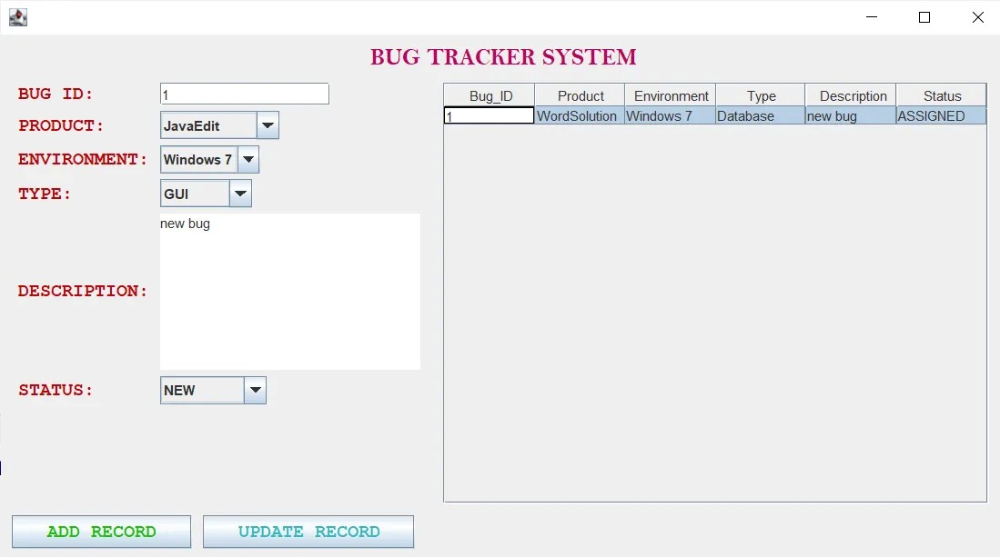 BUG TRACKER SYSTEM
BUG ID: 1
PRODUCT: JavaEdit
ENVIRONMENT: Windows 7
TYPE: GUI
DESCRIPTION: new bug
STATUS: NEW
Bug_ID Product Environment Type Description Status
1 WordSolution Windows 7 Database new bug ASSIGNED
ADD RECORD UPDATE RECORD